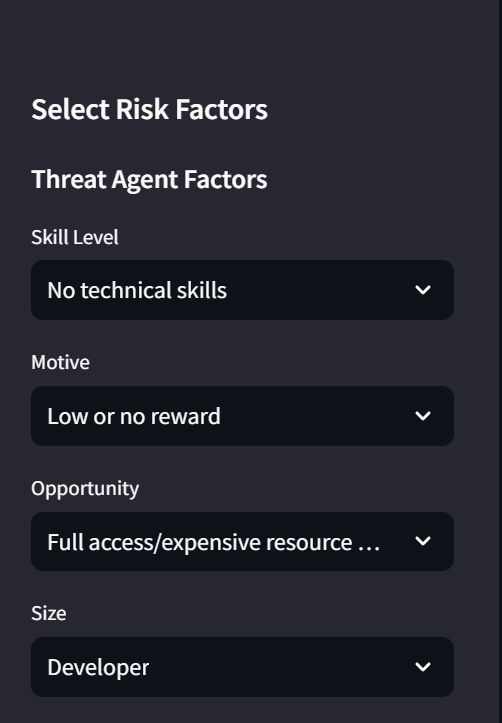 Select Risk Factors
Threat Agent Factors
Skill Level
No technical skills
Motive
Low or no reward
Opportunity
Full access/expensive resource ...
Size
Developer